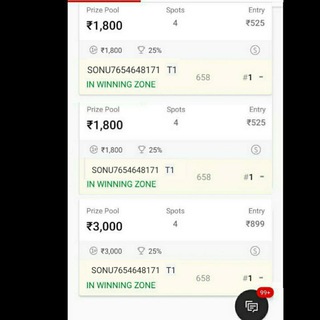 Prize Pool Spots Entry
₹1,800 4 ₹525
₹1,800 25% S
SONU7654648171 T1 658 #1 -
IN WINNING ZONE
Prize Pool Spots Entry
₹1,800 4 ₹525
₹1,800 25% S
SONU7654648171 T1 658 #1 -
IN WINNING ZONE
Prize Pool Spots Entry
₹3,000 4 ₹899
₹3,000 25% S
SONU7654648171 T1 658 #1 -
IN WINNING ZONE
99+